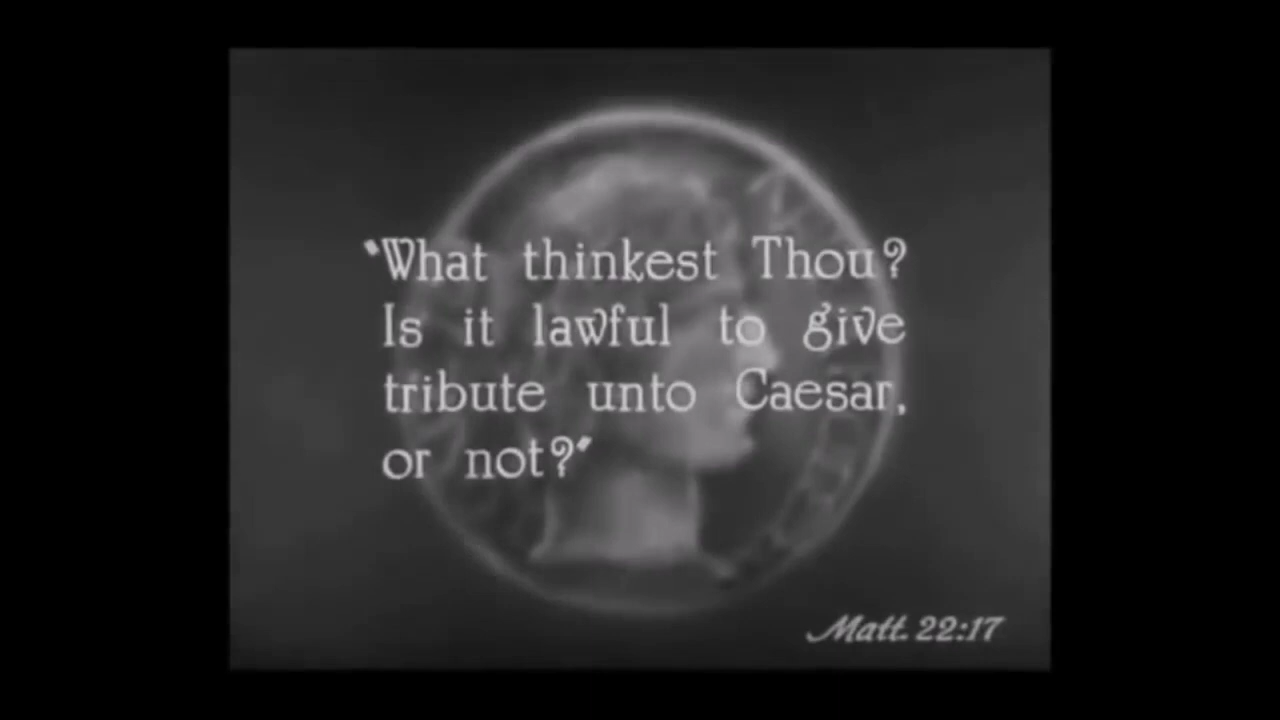 "What thinkest Thou?
Is it lawful to give
tribute unto Caesar,
or not?"
Matt. 22:17